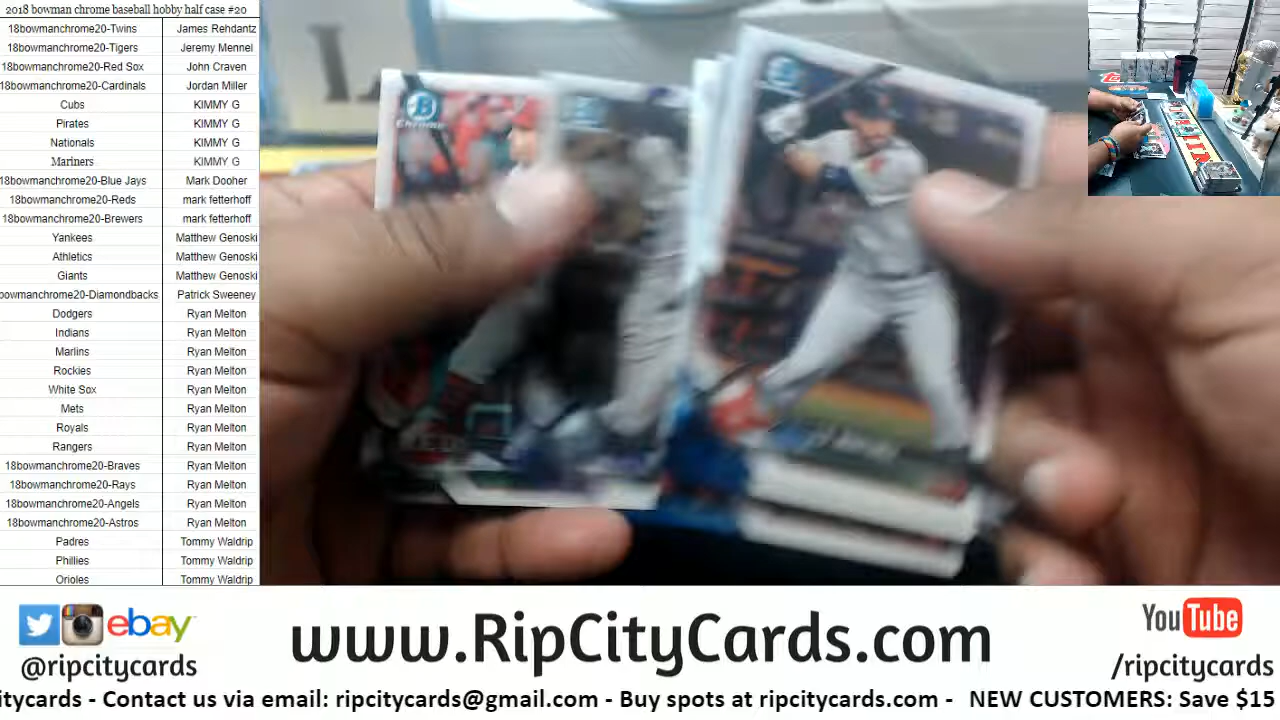 2018 bowman chrome baseball hobby half case #20
18bowmanchrome20-Twins James Rehdantz
18bowmanchrome20-Tigers Jeremy Mennel
18bowmanchrome20-Red Sox John Craven
18bowmanchrome20-Cardinals Jordan Miller
Cubs KIMMY G
Pirates KIMMY G
Nationals KIMMY G
Mariners KIMMY G
18bowmanchrome20-Blue Jays Mark Dooher
18bowmanchrome20-Reds mark fetterhoff
18bowmanchrome20-Brewers mark fetterhoff
Yankees Matthew Genoski
Athletics Matthew Genoski
Giants Matthew Genoski
bowmanchrome20-Diamondbacks Patrick Sweeney
Dodgers Ryan Melton
Indians Ryan Melton
Marlins Ryan Melton
Rockies Ryan Melton
White Sox Ryan Melton
Mets Ryan Melton
Royals Ryan Melton
Rangers Ryan Melton
18bowmanchrome20-Braves Ryan Melton
18bowmanchrome20-Rays Ryan Melton
18bowmanchrome20-Angels Ryan Melton
18bowmanchrome20-Astros Ryan Melton
Padres Tommy Waldrip
Phillies Tommy Waldrip
Orioles Tommy Waldrip
B
CHROME
ebay
@ripcitycards
www.RipCityCards.com
YouTube
/ripcitycards
citycards - Contact us via email: ripcitycards@gmail.com - Buy spots at ripcitycards.com - NEW CUSTOMERS: Save $15